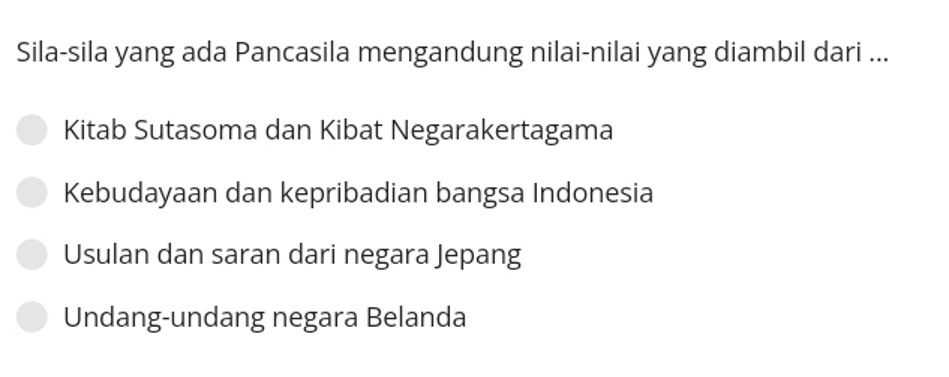 Sila-sila yang ada Pancasila mengandung nilai-nilai yang diambil dari ...
Kitab Sutasoma dan Kibat Negarakertagama
Kebudayaan dan kepribadian bangsa Indonesia
Usulan dan saran dari negara Jepang
Undang-undang negara Belanda